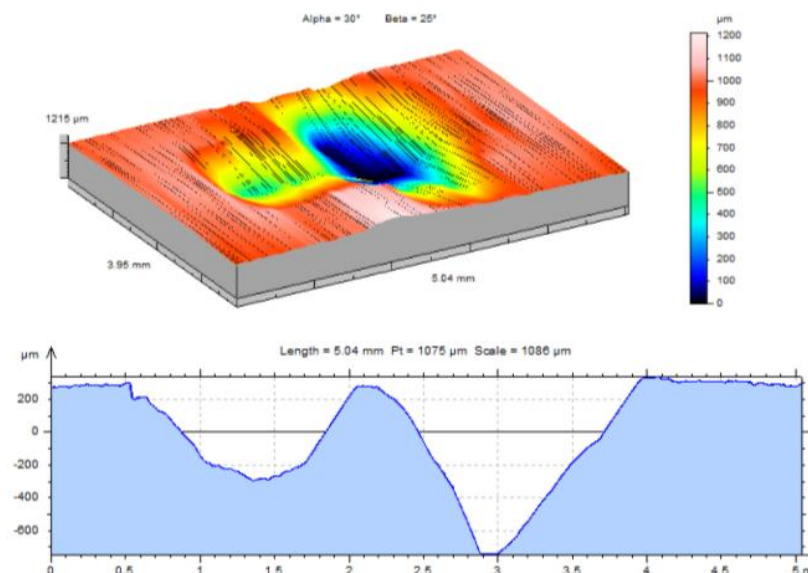 Alpha = 30° Beta = 25°
µm
1200
1100
1000
900
800
700
600
500
400
300
200
100
0
1215 µm
3.95 mm
5.04 mm
µm
Length = 5.04 mm Pt = 1075 µm Scale = 1086 µm
200
0
-200
-400
-600
0 0.5 1 1.5 2 2.5 3 3.5 4 4.5